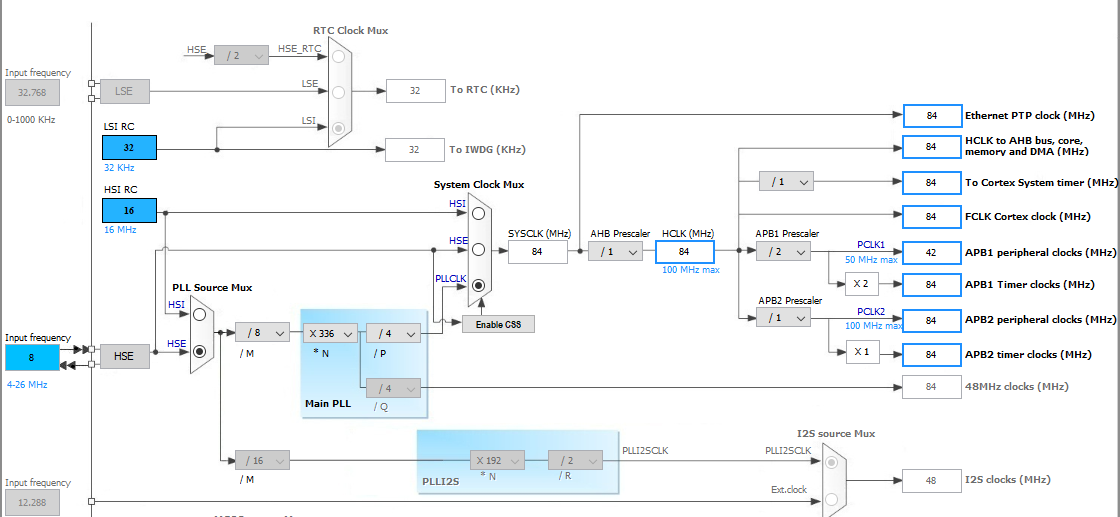 RTC Clock Mux
HSE
/ 2
HSE_RTC
Input frequency
32.768
0-1000 KHz
LSE
LSE
32
To RTC (KHz)
LSI RC
LSI
32
32 KHz
32
To IWDG (KHz)
84
Ethernet PTP clock (MHz)
84
HCLK to AHB bus, core,
memory and DMA (MHz)
/ 1
84
To Cortex System timer (MHz)
84
FCLK Cortex clock (MHz)
HSI RC
16
16 MHz
System Clock Mux
HSI
HSE
PLLCLK
SYSCLK (MHz)
84
AHB Prescaler
/ 1
HCLK (MHz)
84
100 MHz max
APB1 Prescaler
/ 2
PCLK1
50 MHz max
42
APB1 peripheral clocks (MHz)
X 2
84
APB1 Timer clocks (MHz)
APB2 Prescaler
/ 1
PCLK2
100 MHz max
84
APB2 peripheral clocks (MHz)
X 1
84
APB2 timer clocks (MHz)
PLL Source Mux
HSI
HSE
Enable CSS
Input frequency
8
4-26 MHz
HSE
/ 8
/ M
X 336
* N
/ 4
/ P
/ 4
/ Q
Main PLL
84
48MHz clocks (MHz)
/ 16
/ M
PLLI2S
X 192
* N
/ 2
/ R
PLLI2SCLK
I2S source Mux
PLLI2SCLK
Ext.clock
48
I2S clocks (MHz)
Input frequency
12.288